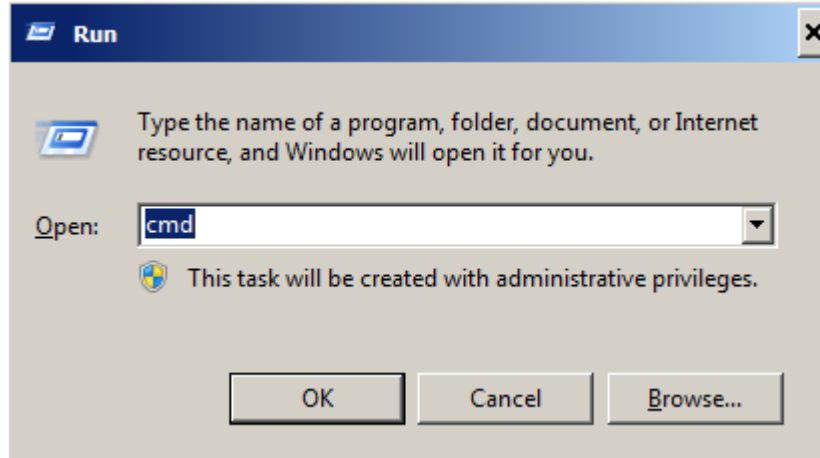 Run
Type the name of a program, folder, document, or Internet
resource, and Windows will open it for you.
Open: cmd
This task will be created with administrative privileges.
OK Cancel Browse...